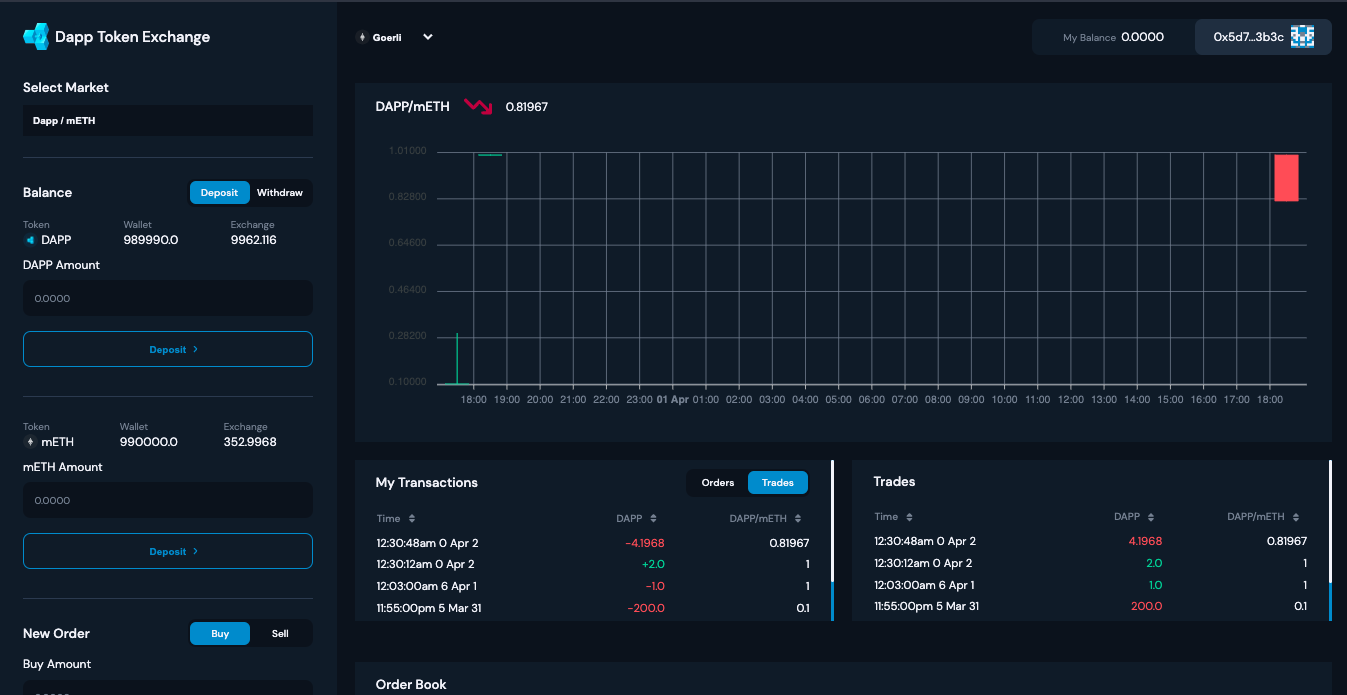 Dapp Token Exchange
Goerli
My Balance 0.0000
0x5d7...3b3c
Select Market
Dapp / mETH
Balance
Deposit Withdraw
Token Wallet Exchange
DAPP 989990.0 9962.116
DAPP Amount
0.0000
Deposit >
Token Wallet Exchange
mETH 990000.0 352.9968
mETH Amount
0.0000
Deposit >
New Order
Buy Sell
Buy Amount
DAPP/mETH 0.81967
1.01000
0.82800
0.64600
0.46400
0.28200
0.10000
18:00 19:00 20:00 21:00 22:00 23:00 01 Apr 01:00 02:00 03:00 04:00 05:00 06:00 07:00 08:00 09:00 10:00 11:00 12:00 13:00 14:00 15:00 16:00 17:00 18:00
My Transactions
Orders Trades
Time DAPP DAPP/mETH
12:30:48am 0 Apr 2 -4.1968 0.81967
12:30:12am 0 Apr 2 +2.0 1
12:03:00am 6 Apr 1 -1.0 1
11:55:00pm 5 Mar 31 -200.0 0.1
Trades
Time DAPP DAPP/mETH
12:30:48am 0 Apr 2 4.1968 0.81967
12:30:12am 0 Apr 2 2.0 1
12:03:00am 6 Apr 1 1.0 1
11:55:00pm 5 Mar 31 200.0 0.1
Order Book